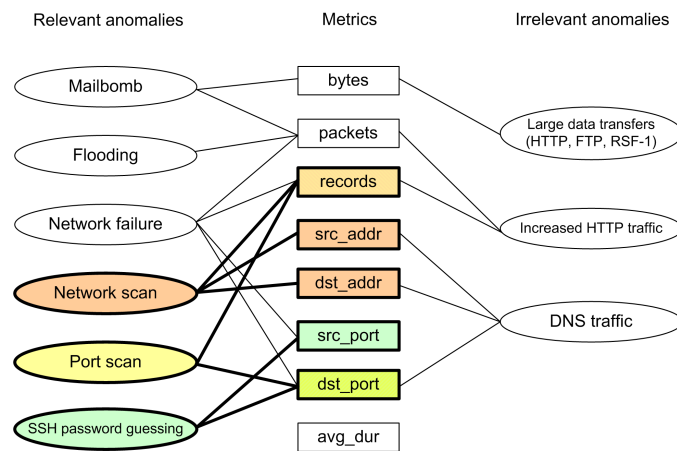 Relevant anomalies
Metrics
Irrelevant anomalies
Mailbomb
Flooding
Network failure
Network scan
Port scan
SSH password guessing
bytes
packets
records
src_addr
dst_addr
src_port
dst_port
avg_dur
Large data transfers
(HTTP, FTP, RSF-1)
Increased HTTP traffic
DNS traffic